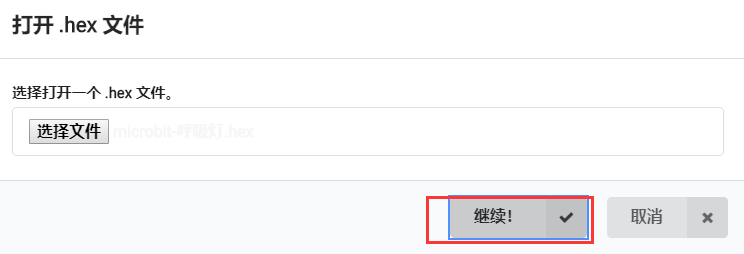 打开 .hex 文件
选择打开一个 .hex 文件。
选择文件 microbit-呼吸灯.hex
继续! 取消